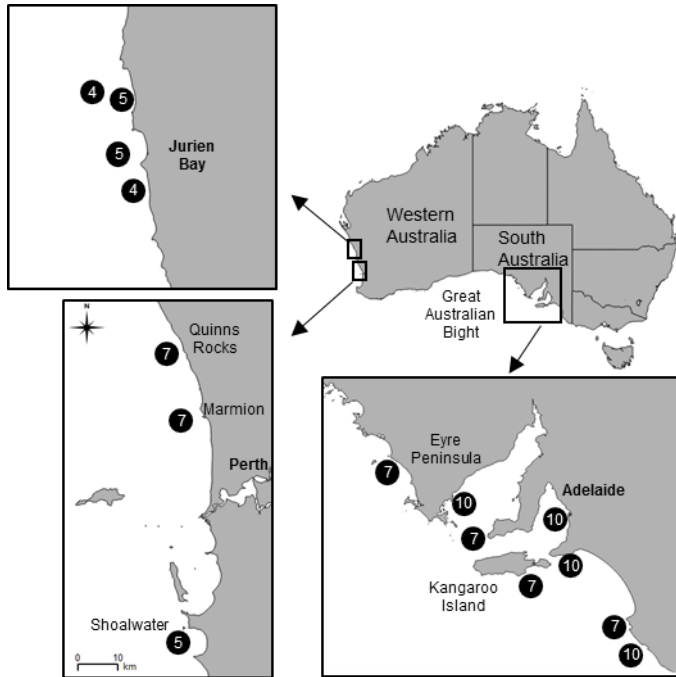 4
5
5
4
Jurien
Bay
Western
Australia
South
Australia
Great
Australian
Bight
N
Quinns
Rocks
7
Marmion
7
Perth
Shoalwater
5
0 10
km
Eyre
Peninsula
7
10
Adelaide
10
7
10
Kangaroo
Island
7
7
10